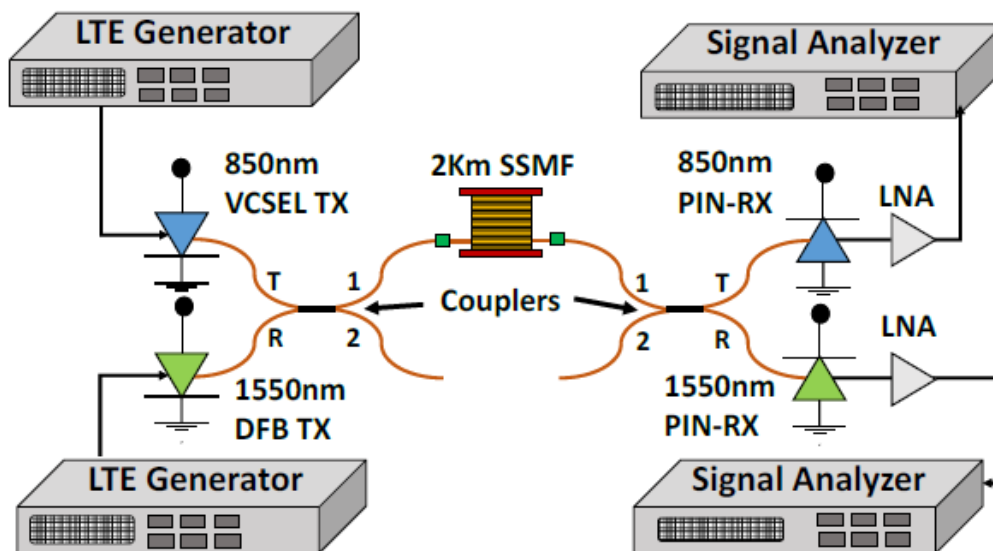 LTE Generator
Signal Analyzer
850nm
VCSEL TX
2Km SSMF
850nm
PIN-RX
LNA
T
1
1
T
Couplers
R
2
2
R
LNA
1550nm
DFB TX
1550nm
PIN-RX
LTE Generator
Signal Analyzer